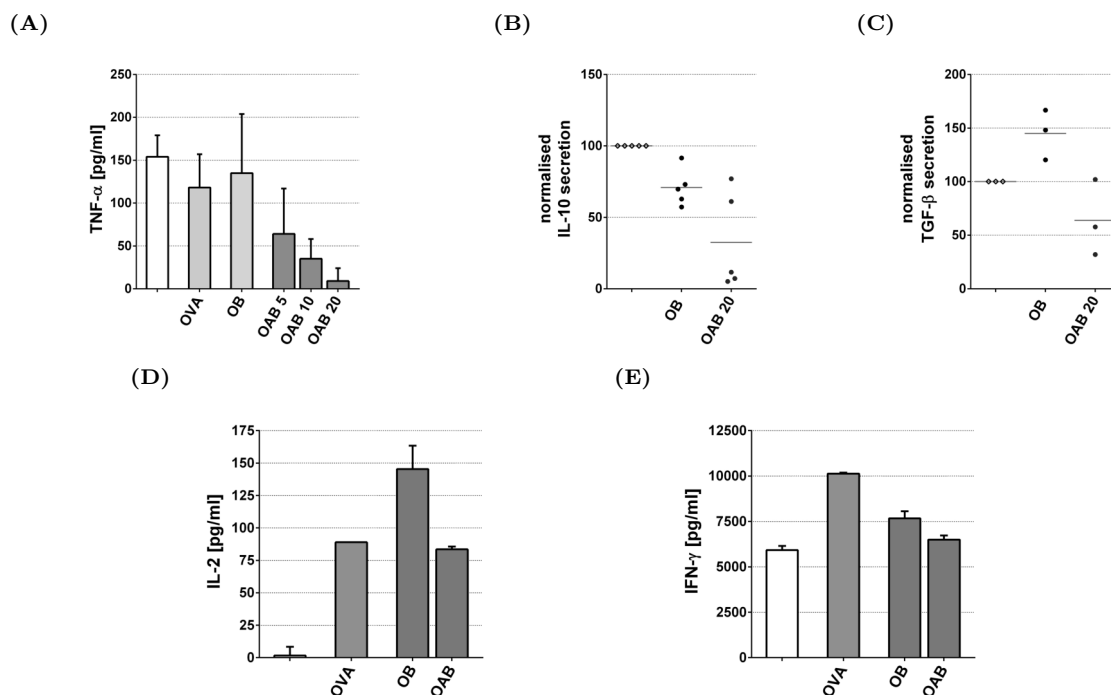 (A)
(B)
(C)
TNF-α [pg/ml]
250
200
150
100
50
0
OVA
OB
OAB 5
OAB 10
OAB 20
normalised
IL-10 secretion
150
100
50
0
OB
OAB 20
normalised
TGF-β secretion
200
150
100
50
0
OB
OAB 20
(D)
(E)
IL-2 [pg/ml]
175
150
125
100
75
50
25
0
OVA
OB
OAB
IFN-γ [pg/ml]
12500
10000
7500
5000
2500
0
OVA
OB
OAB